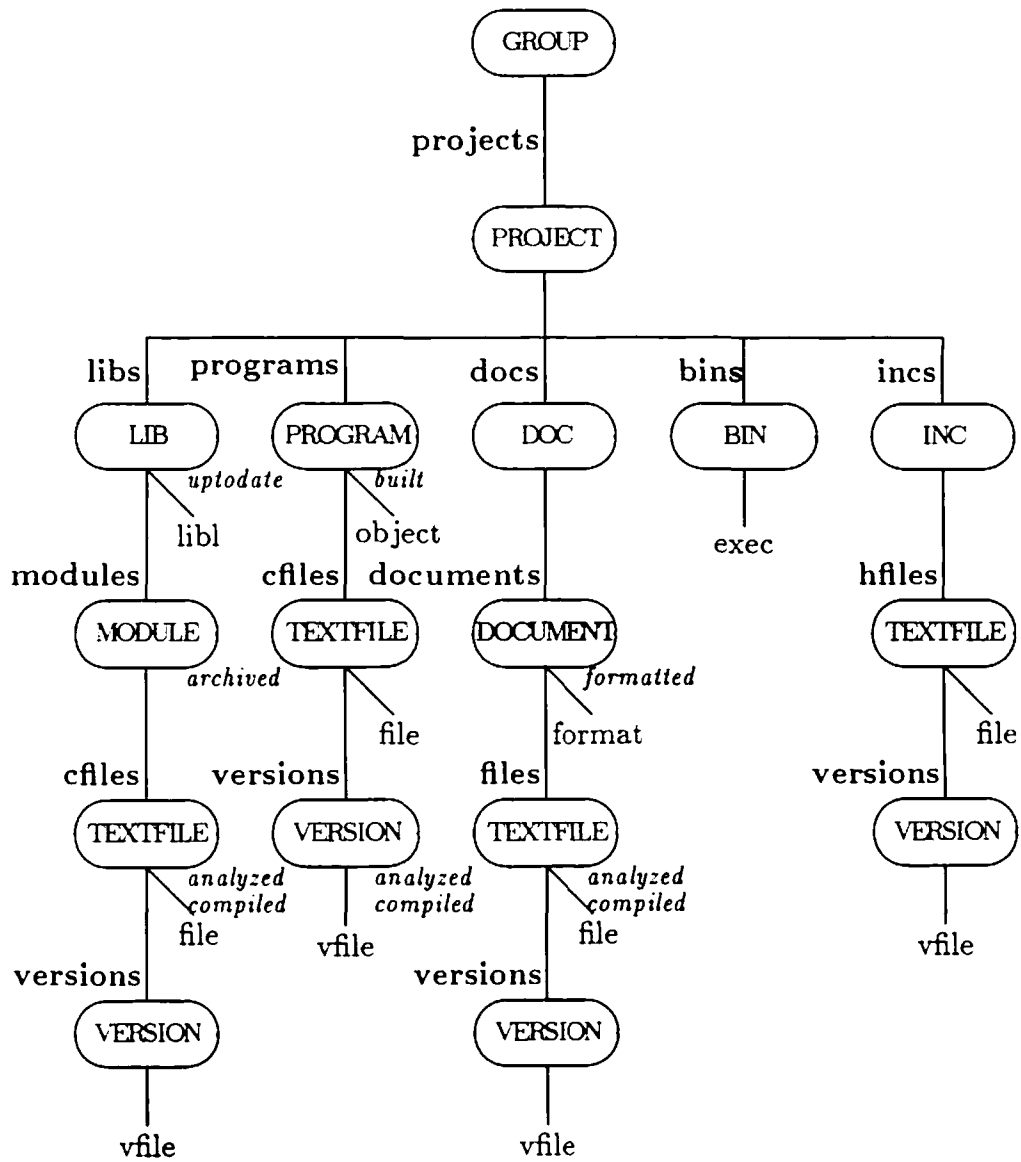 GROUP
projects
PROJECT
libs programs docs bins incs
LIB PROGRAM DOC BIN INC
uptodate built
libl object exec
modules cfiles documents hfiles
MODULE TEXTFILE DOCUMENT TEXTFILE
archived formatted
file format file
cfiles versions files versions
TEXTFILE VERSION TEXTFILE VERSION
analyzed analyzed analyzed
compiled compiled compiled
file vfile file vfile
versions versions
VERSION VERSION
vfile vfile